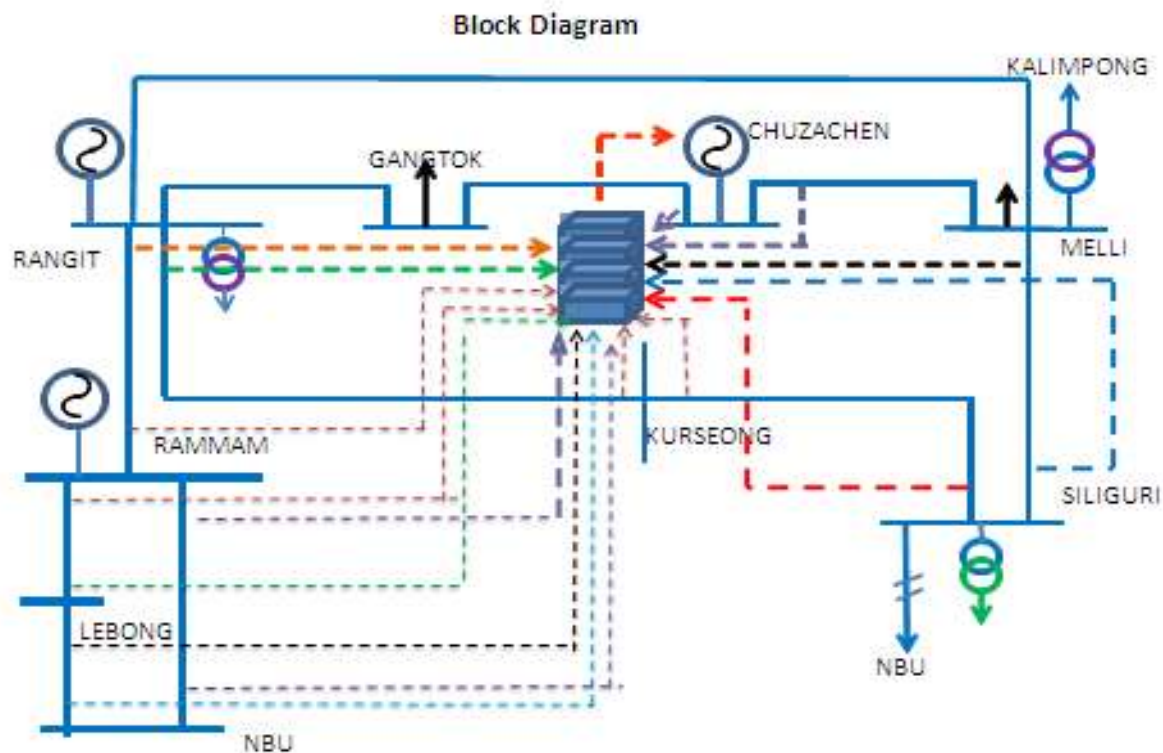 Block Diagram
KALIMPONG
CHUZACHEN
GANGTOK
RANGIT
MELLI
KURSEONG
RAMMAM
SILIGURI
LEBONG
NBU
NBU